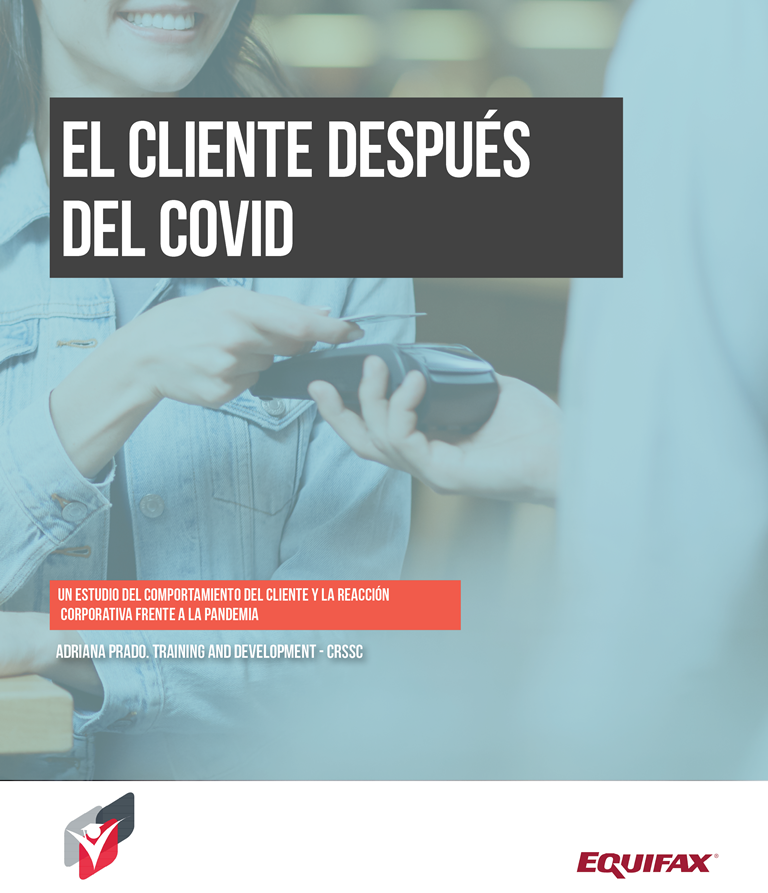 EL CLIENTE DESPUÉS
DEL COVID
UN ESTUDIO DEL COMPORTAMIENTO DEL CLIENTE Y LA REACCIÓN
CORPORATIVA FRENTE A LA PANDEMIA
ADRIANA PRADO. TRAINING AND DEVELOPMENT - CRSSC
EQUIFAX®